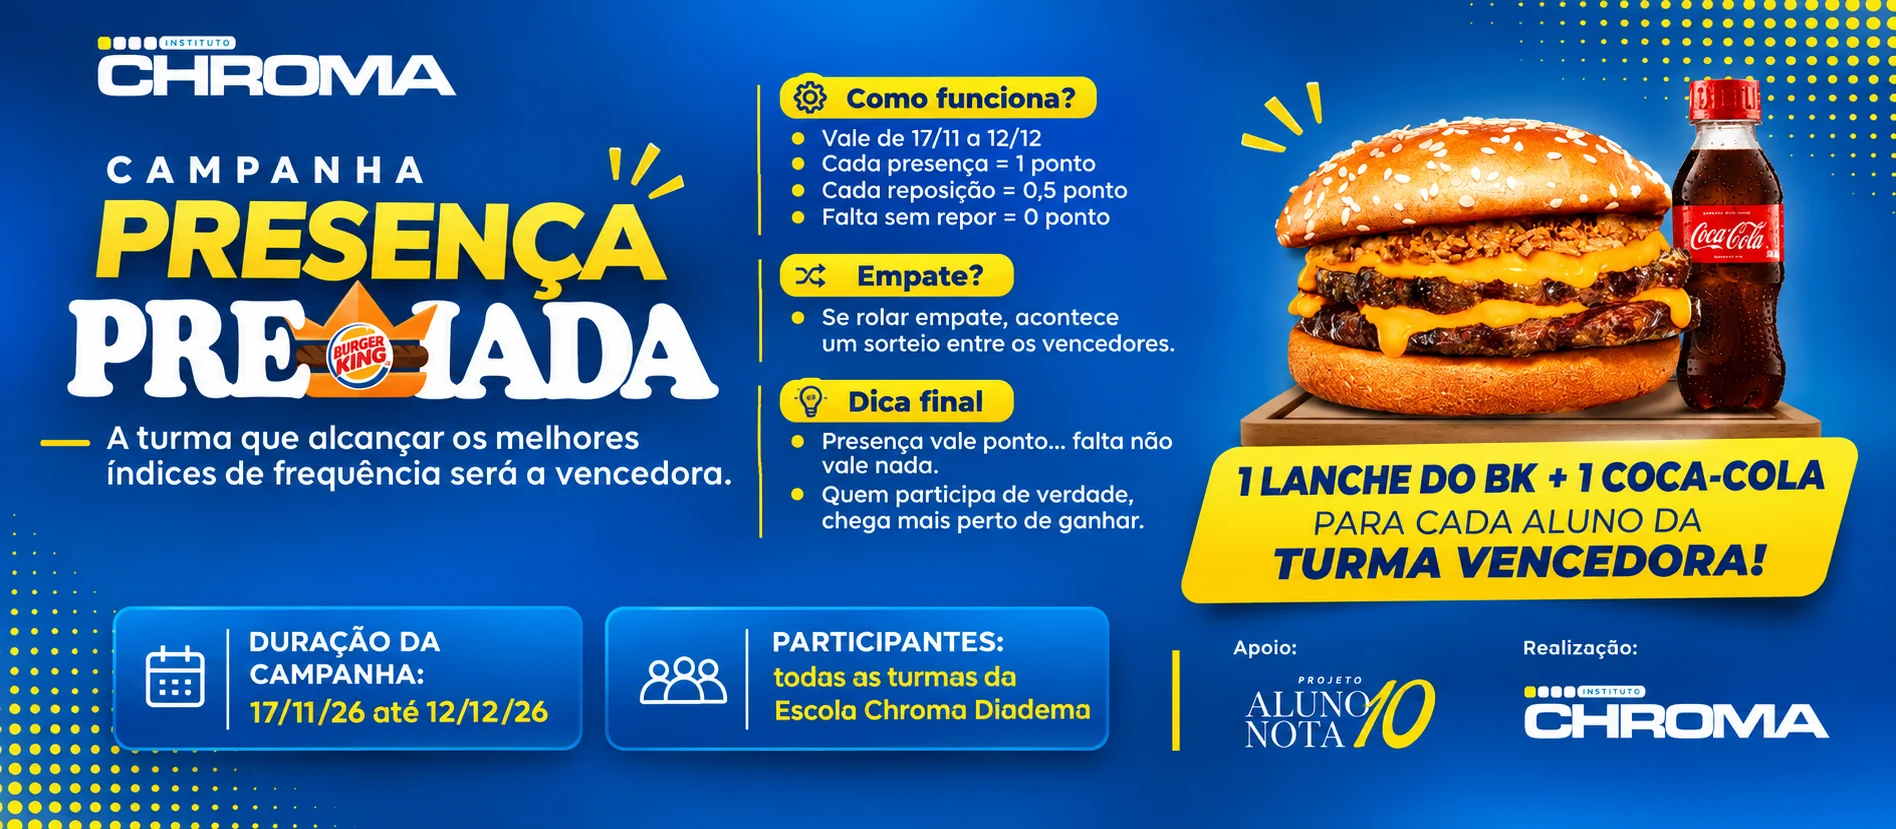 INSTITUTO
CHROMA
CAMPANHA
PRESENÇA
PREMIADA
BURGER
KING
A turma que alcançar os melhores
índices de frequência será a vencedora.
Como funciona?
Vale de 17/11 a 12/12
Cada presença = 1 ponto
Cada reposição = 0,5 ponto
Falta sem repor = 0 ponto
Empate?
Se rolar empate, acontece
um sorteio entre os vencedores.
Dica final
Presença vale ponto... falta não
vale nada.
Quem participa de verdade,
chega mais perto de ganhar.
Coca-Cola
1 LANCHE DO BK + 1 COCA-COLA
PARA CADA ALUNO DA
TURMA VENCEDORA!
DURAÇÃO DA
CAMPANHA:
17/11/26 até 12/12/26
PARTICIPANTES:
todas as turmas da
Escola Chroma Diadema
Apoio:
PROJETO
ALUNO
NOTA 10
Realização:
INSTITUTO
CHROMA